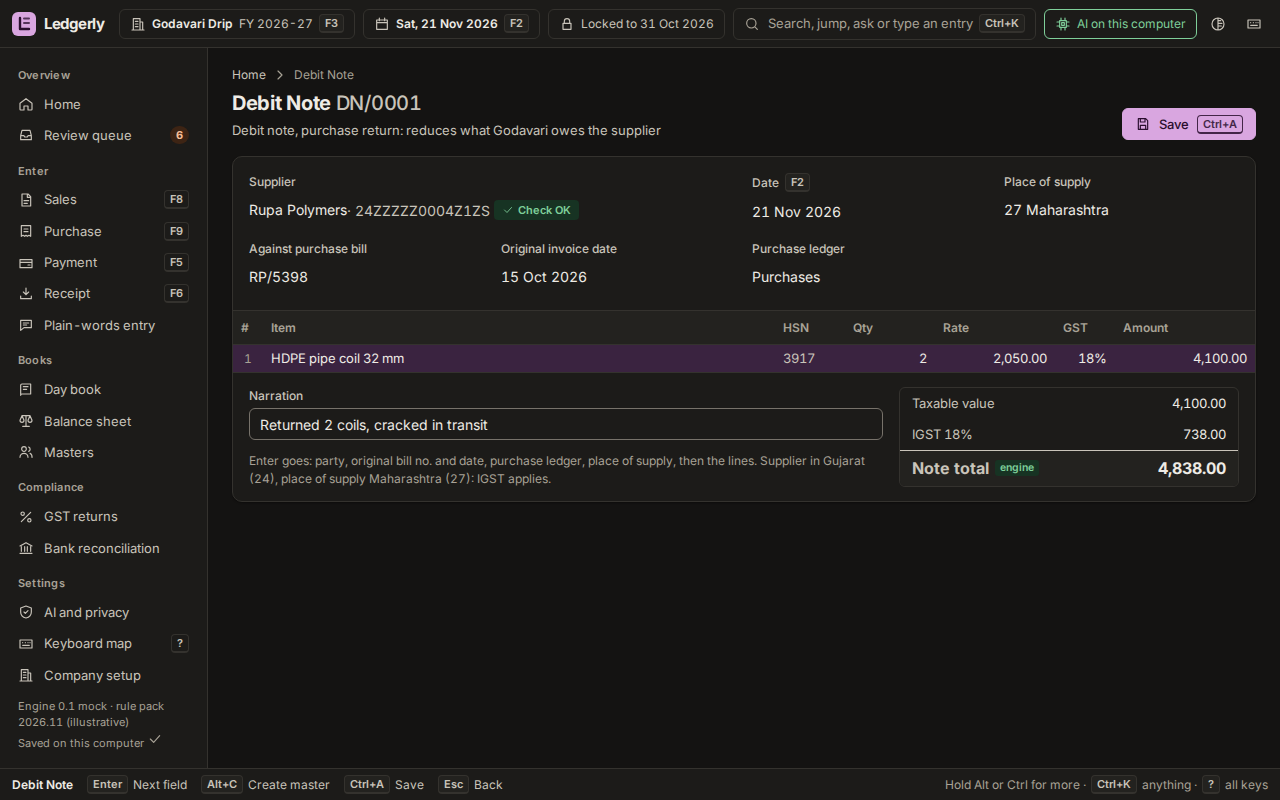 Ledgerly
Godavari Drip FY 2026-27 F3
Sat, 21 Nov 2026 F2
Locked to 31 Oct 2026
Search, jump, ask or type an entry Ctrl+K
AI on this computer
Overview
Home
Review queue 6
Enter
Sales F8
Purchase F9
Payment F5
Receipt F6
Plain-words entry
Books
Day book
Balance sheet
Masters
Compliance
GST returns
Bank reconciliation
Settings
AI and privacy
Keyboard map ?
Company setup
Engine 0.1 mock · rule pack
2026.11 (illustrative)
Saved on this computer
Home > Debit Note
Debit Note DN/0001
Debit note, purchase return: reduces what Godavari owes the supplier
Save Ctrl+A
Supplier
Rupa Polymers · 24ZZZZZ0004Z1ZS Check OK
Date F2
21 Nov 2026
Place of supply
27 Maharashtra
Against purchase bill
RP/5398
Original invoice date
15 Oct 2026
Purchase ledger
Purchases
# Item HSN Qty Rate GST Amount
1 HDPE pipe coil 32 mm 3917 2 2,050.00 18% 4,100.00
Narration
Returned 2 coils, cracked in transit
Enter goes: party, original bill no. and date, purchase ledger, place of supply, then the lines. Supplier in Gujarat
(24), place of supply Maharashtra (27): IGST applies.
Taxable value 4,100.00
IGST 18% 738.00
Note total engine 4,838.00
Debit Note Enter Next field Alt+C Create master Ctrl+A Save Esc Back
Hold Alt or Ctrl for more · Ctrl+K anything · ? all keys